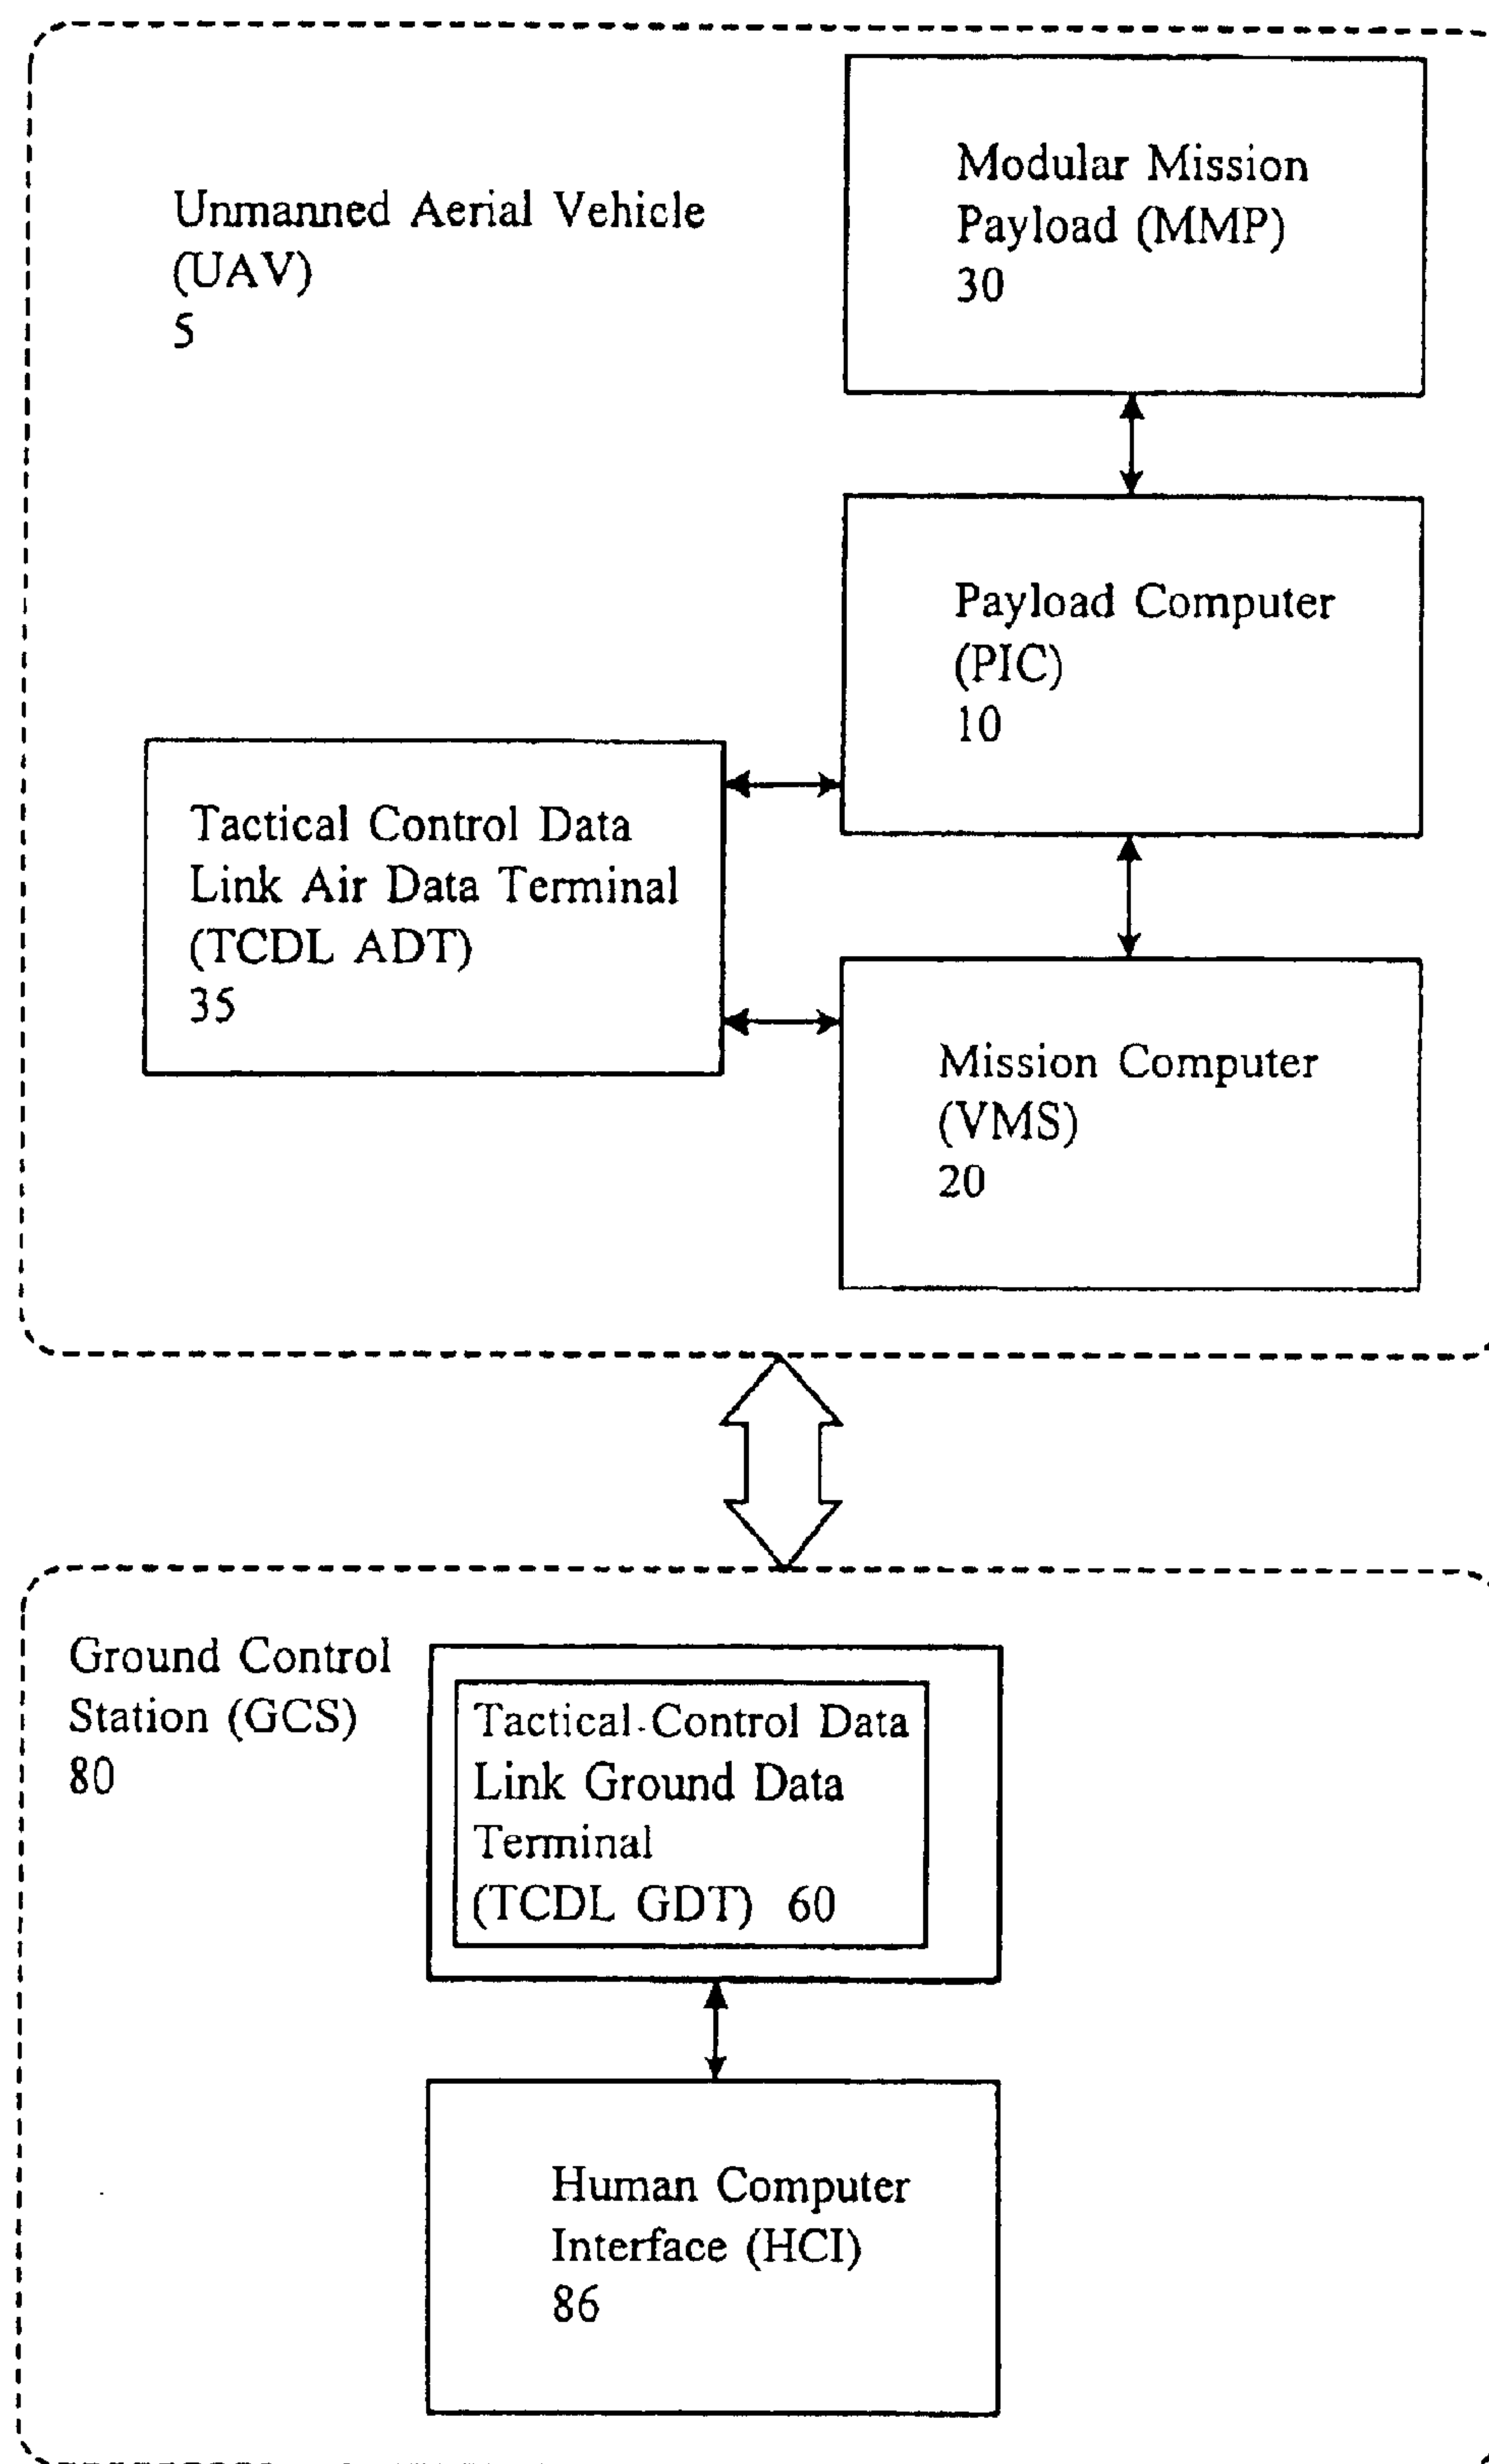 Unmanned Aerial Vehicle
(UAV)
5
Modular Mission
Payload (MMP)
30
Payload Computer
(PIC)
10
Tactical Control Data
Link Air Data Terminal
(TCDL ADT)
35
Mission Computer
(VMS)
20
Ground Control
Station (GCS)
80
Tactical Control Data
Link Ground Data
Terminal
(TCDL GDT) 60
Human Computer
Interface (HCI)
86